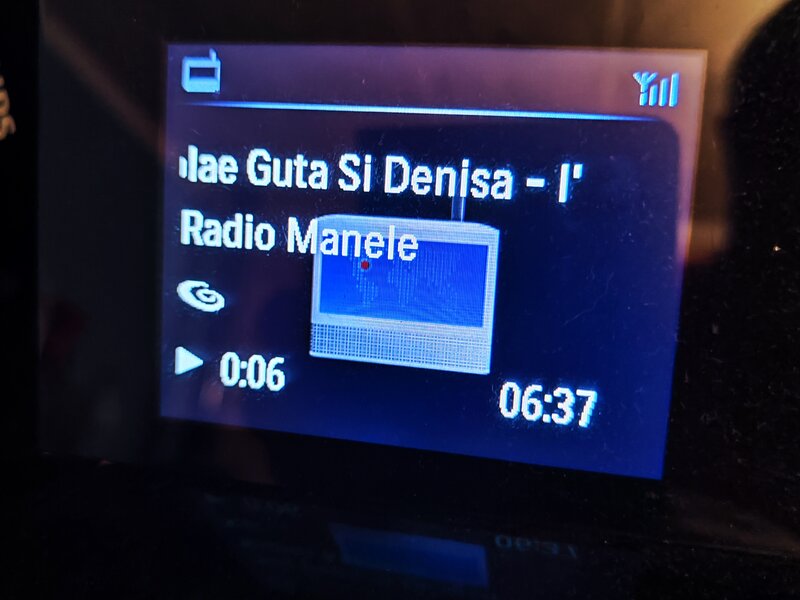 lae Guta Si Denisa - I'
Radio Manele
0:06
06:37